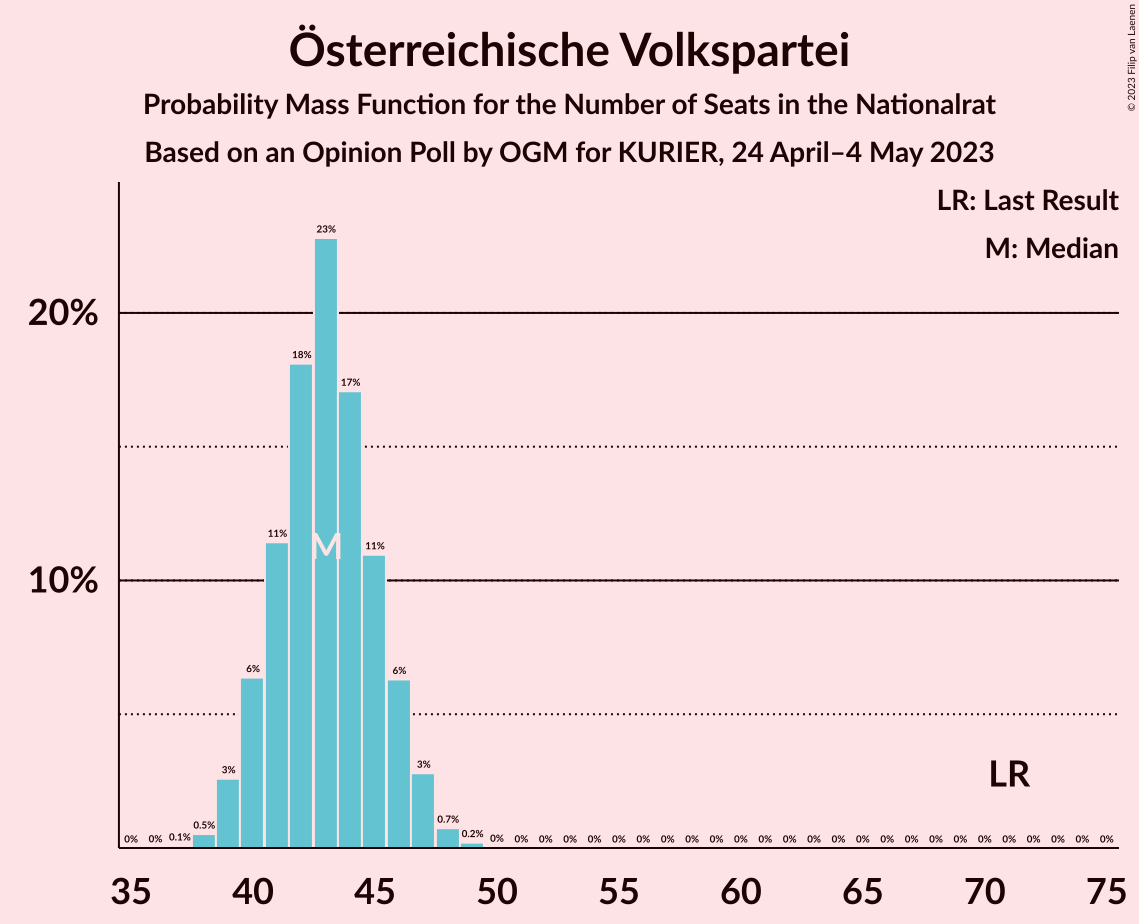 Österreichische Volkspartei
Probability Mass Function for the Number of Seats in the Nationalrat
Based on an Opinion Poll by OGM for KURIER, 24 April–4 May 2023
© 2023 Filip van Laenen
LR: Last Result
M: Median
20%
10%
0% 0% 0.1% 0.5% 3% 6% 11% 18% 23% 17% 11% 6% 3% 0.7% 0.2% 0% 0% 0% 0% 0% 0% 0% 0% 0% 0% 0% 0% 0% 0% 0% 0% 0% 0% 0% 0% 0% 0% 0% 0% 0% 0%
M
LR
35 40 45 50 55 60 65 70 75